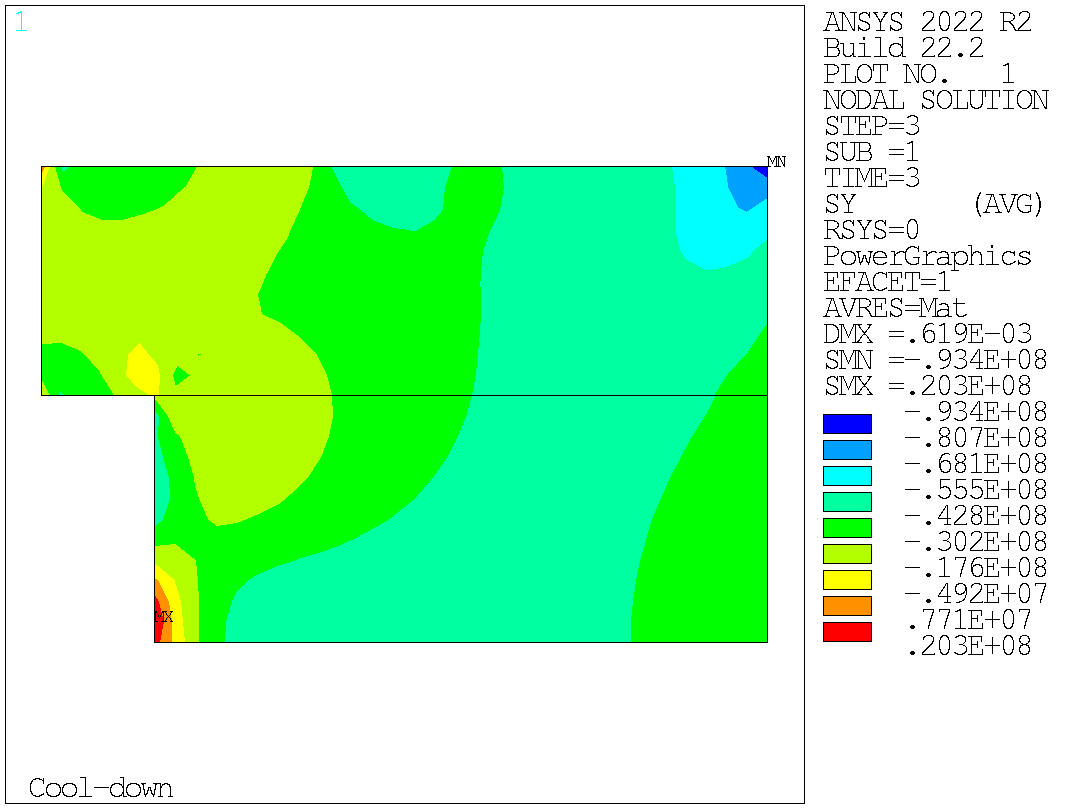 1
ANSYS 2022 R2
Build 22.2
PLOT NO.   1
NODAL SOLUTION
STEP=3
SUB =1
TIME=3
SY         (AVG)
RSYS=0
PowerGraphics
EFACET=1
AVRES=Mat
DMX =.619E-03
SMN =-.934E+08
SMX =.203E+08
-.934E+08
-.807E+08
-.681E+08
-.555E+08
-.428E+08
-.302E+08
-.176E+08
-.492E+07
.771E+07
.203E+08
MN
MX
Cool-down